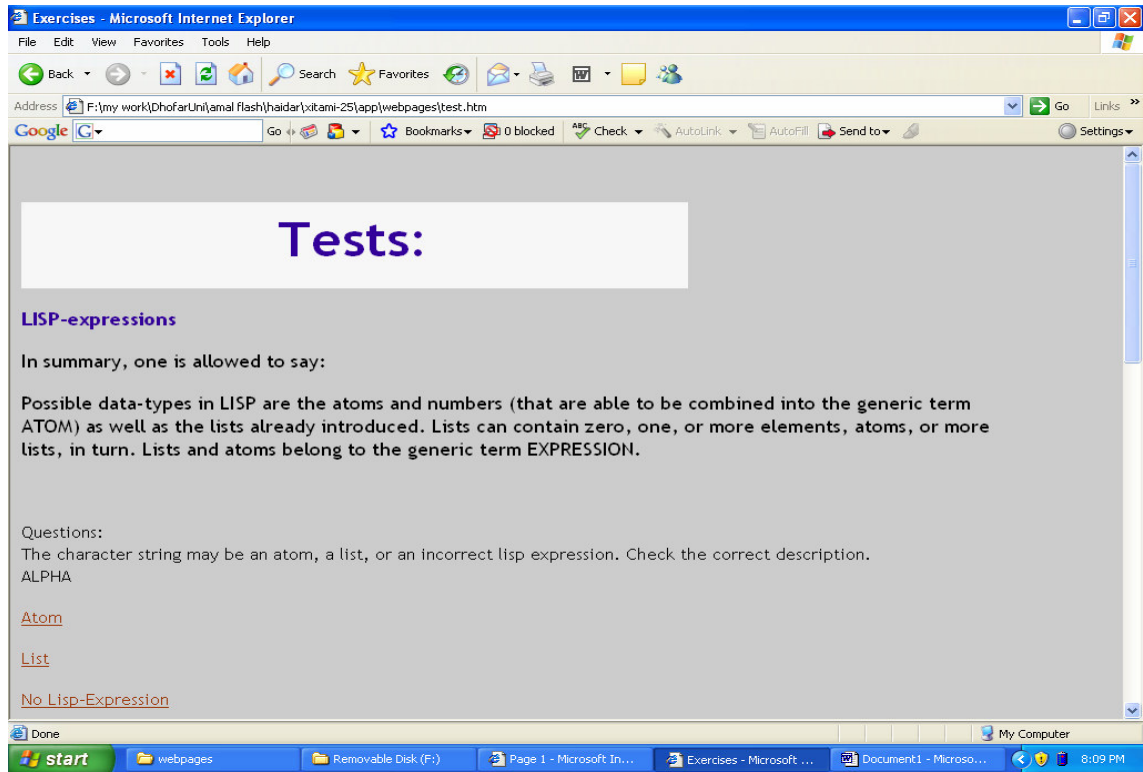 Exercises - Microsoft Internet Explorer
File Edit View Favorites Tools Help
Back Search Favorites
Address F:\my work\DhofarUni\amal flash\haidar\xitami-25\app\webpages\test.htm Go Links »
Google G Go Bookmarks 0 blocked ABC Check AutoLink AutoFill Send to Settings
Tests:
LISP-expressions
In summary, one is allowed to say:
Possible data-types in LISP are the atoms and numbers (that are able to be combined into the generic term
ATOM) as well as the lists already introduced. Lists can contain zero, one, or more elements, atoms, or more
lists, in turn. Lists and atoms belong to the generic term EXPRESSION.
Questions:
The character string may be an atom, a list, or an incorrect lisp expression. Check the correct description.
ALPHA
Atom
List
No Lisp-Expression
Done My Computer
start webpages Removable Disk (F:) Page 1 - Microsoft In... Exercises - Microsoft ... Document1 - Microso... 8:09 PM